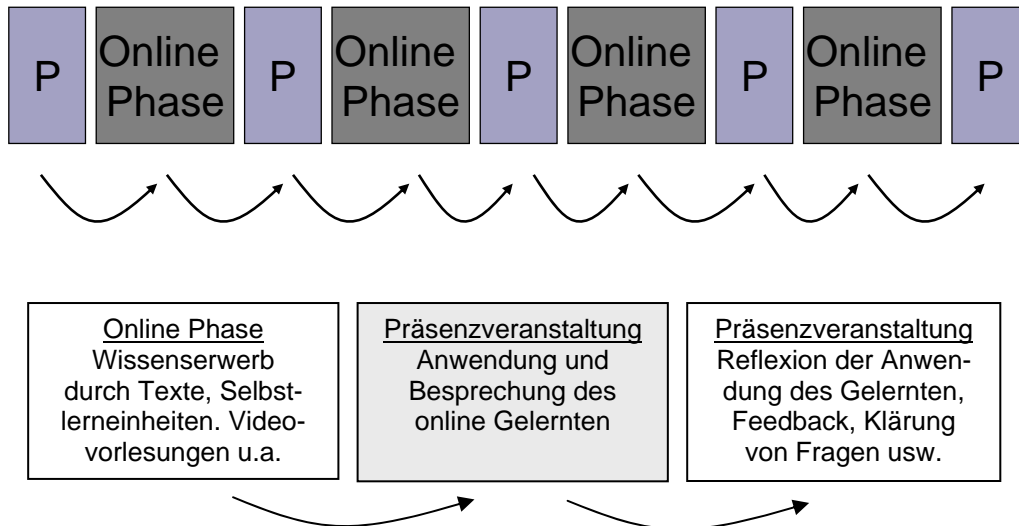 P
Online
Phase
P
Online
Phase
P
Online
Phase
P
Online
Phase
P
Online Phase
Wissenserwerb
durch Texte, Selbst-
lerneinheiten. Video-
vorlesungen u.a.
Präsenzveranstaltung
Anwendung und
Besprechung des
online Gelernten
Präsenzveranstaltung
Reflexion der Anwen-
dung des Gelernten,
Feedback, Klärung
von Fragen usw.